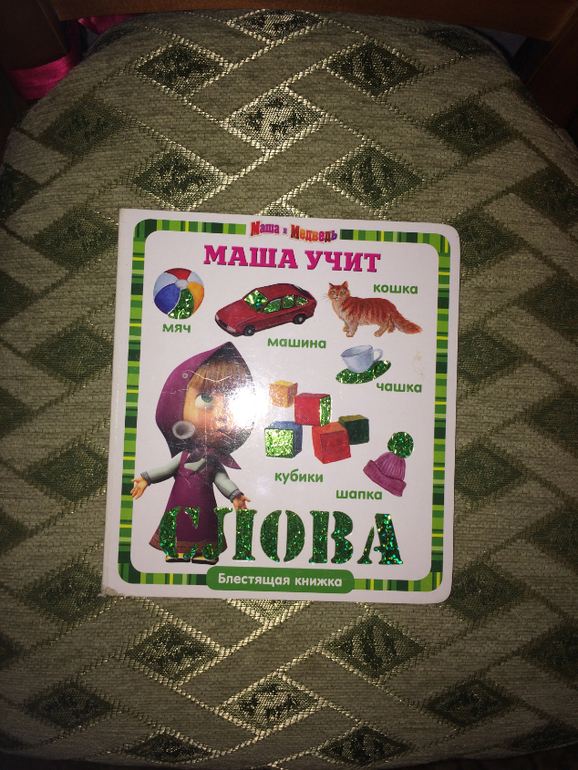 Маша и Медведь
МАША УЧИТ
кошка
мяч
машина
чашка
кубики
шапка
СЛОВА
Блестящая книжка